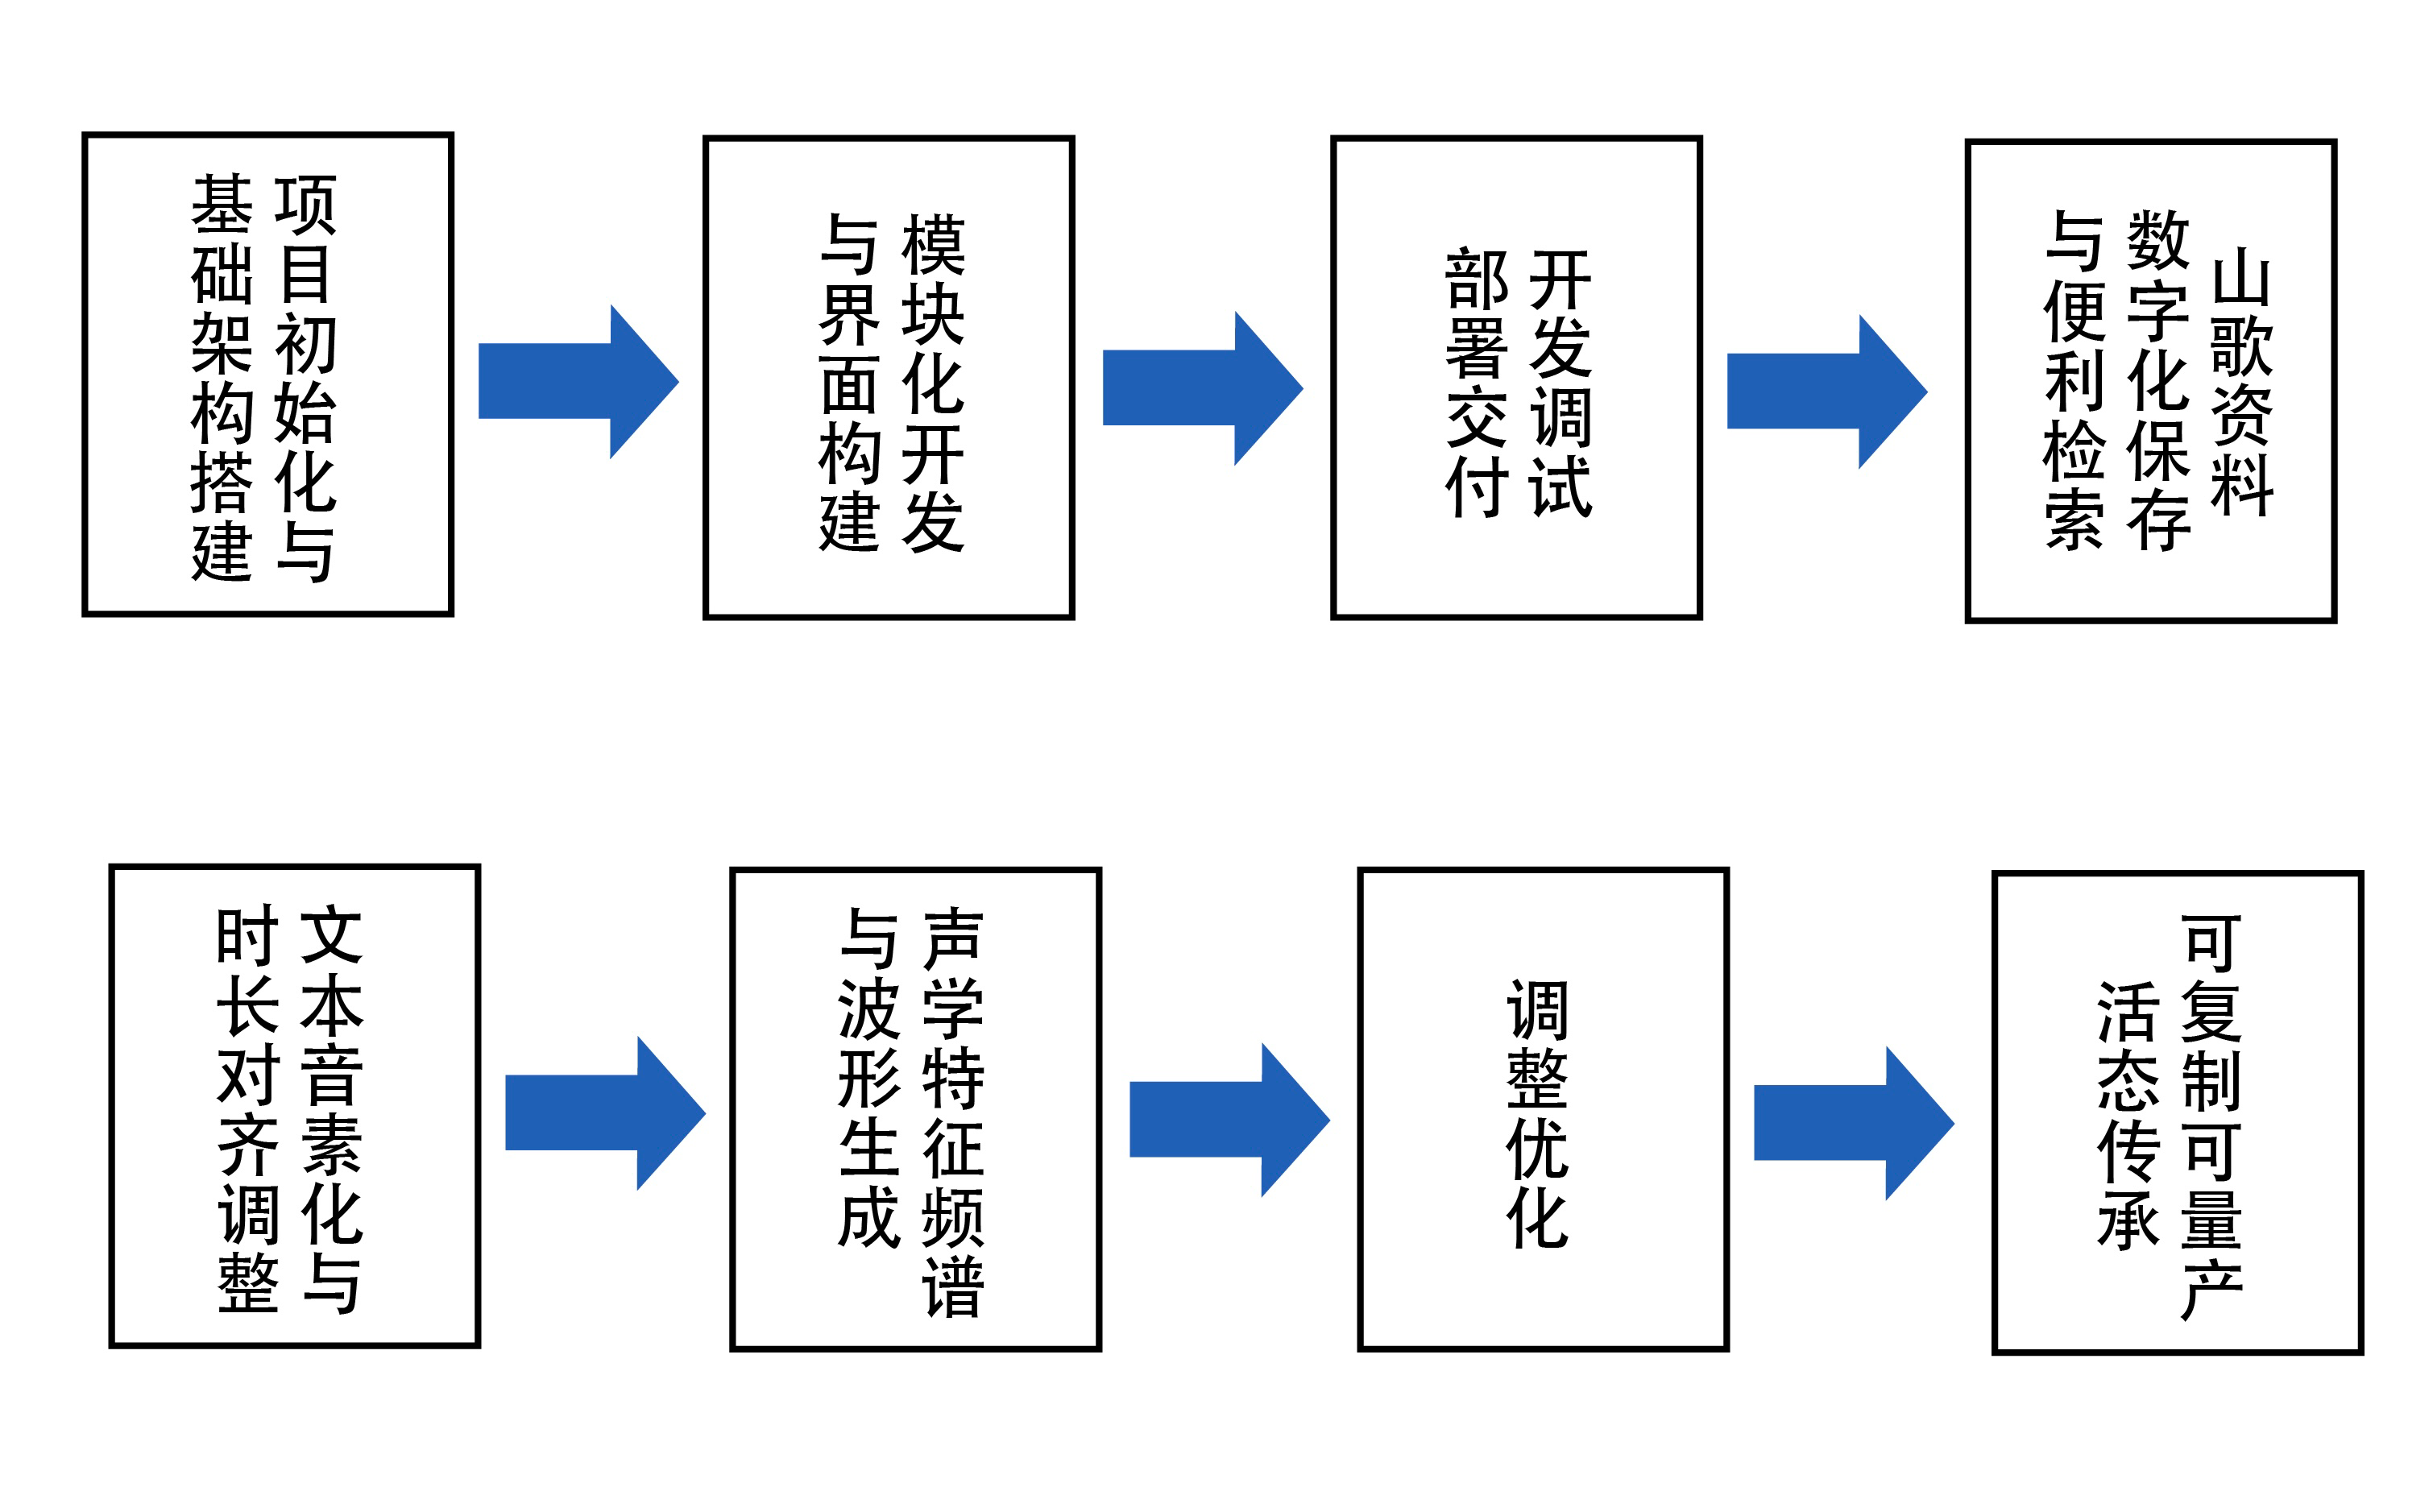 项目初始化与
基础架构搭建
模块化开发
与界面构建
开发调试
部署交付
山歌资料
数字化保存
与便利检索
文本音素化与
时长对齐调整
声学特征频谱
与波形生成
调整优化
可复制可量产
活态传承